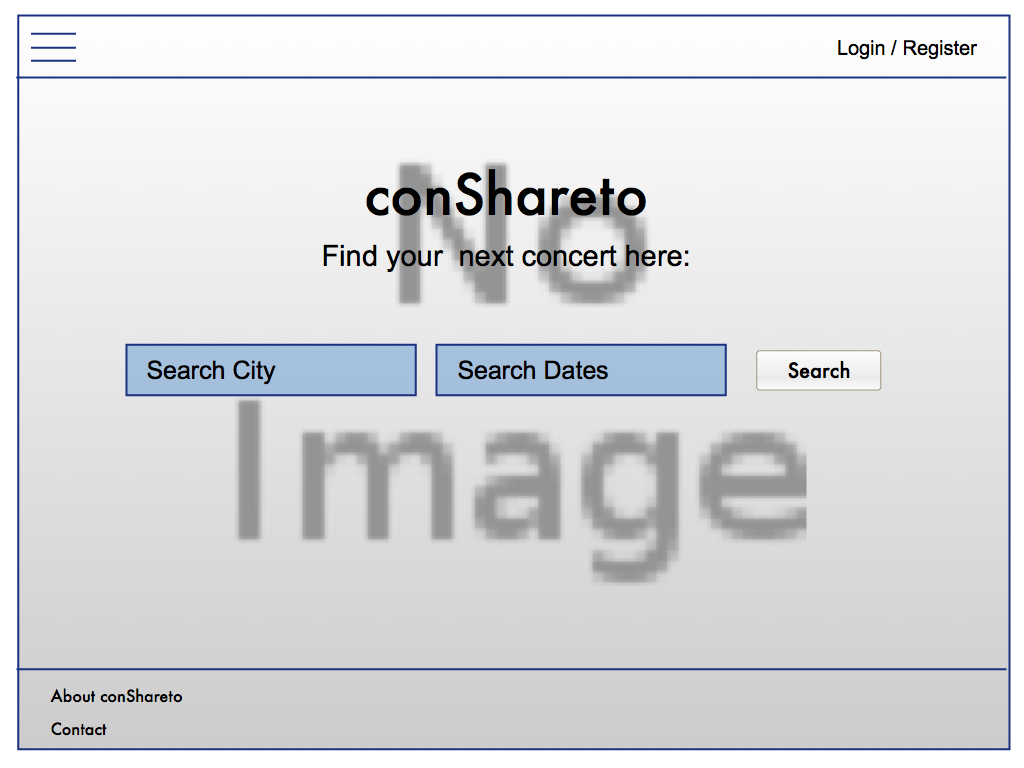 Login / Register
No
conShareto
Find your  next concert here:
Search City
Search Dates
Search
Image
About conShareto
Contact